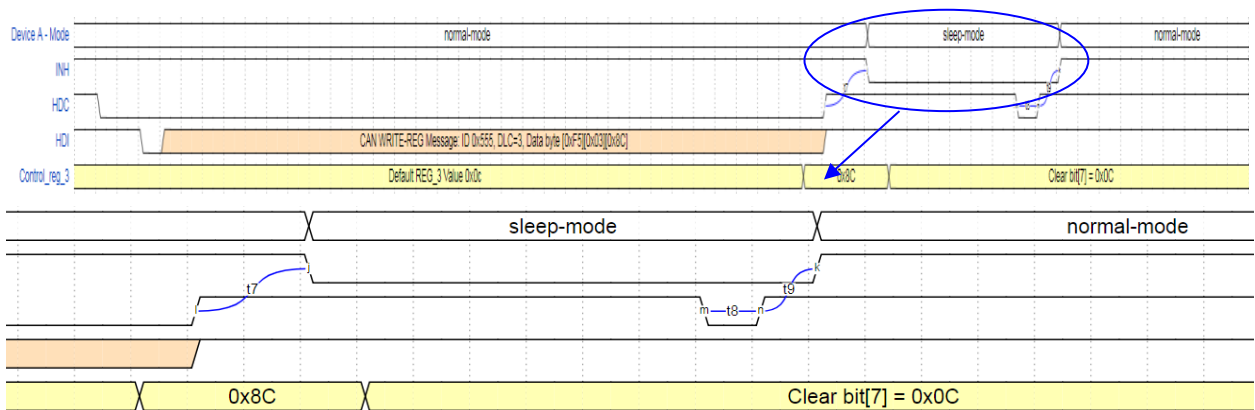 Device A - Mode normal-mode sleep-mode normal-mode
INH
HDC
HDI CAN WRITE-REG Message: ID 0x555, DLC=3, Data byte [0xF5][0x03][0x8C]
Control_reg_3 Default REG_3 Value 0x0c 0x8C Clear bit[7] = 0x0C
sleep-mode normal-mode
j k
t7 t9
l m t8 n
0x8C Clear bit[7] = 0x0C